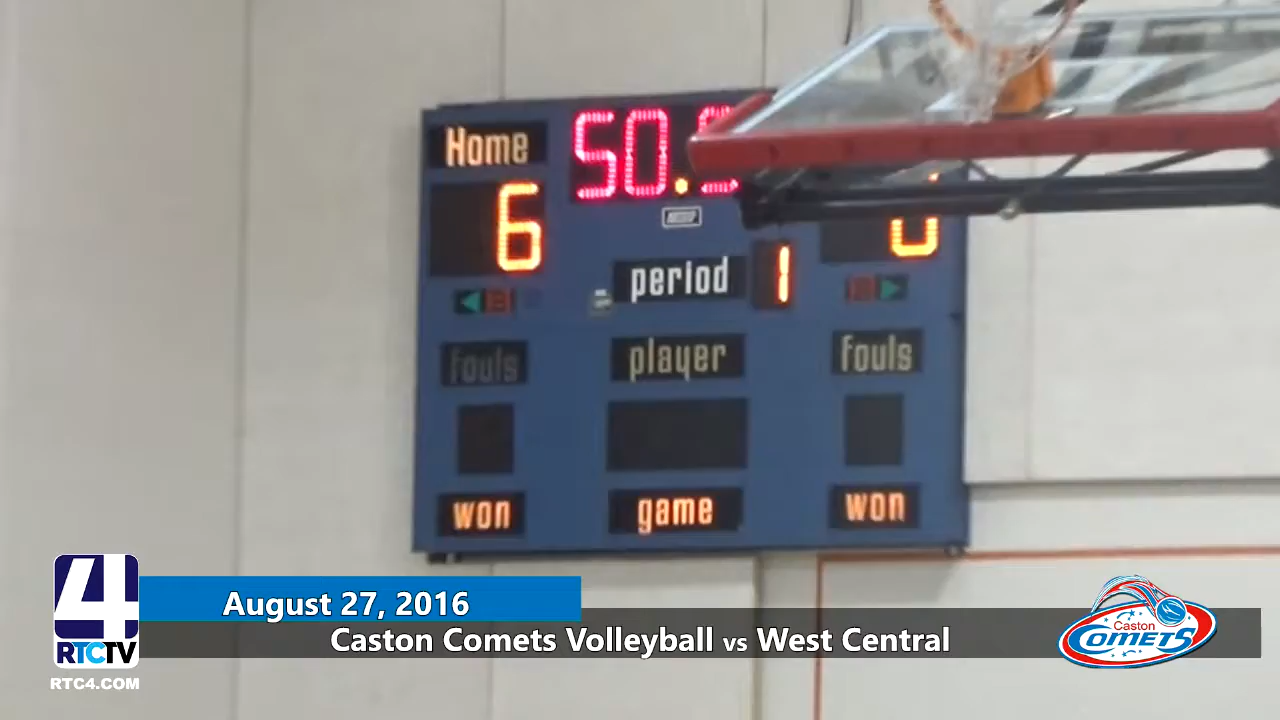 Home
50.
6
period 1
fouls player fouls
won game won
4
RTCTV
RTC4.COM
August 27, 2016
Caston Comets Volleyball vs West Central
Caston
COMETS